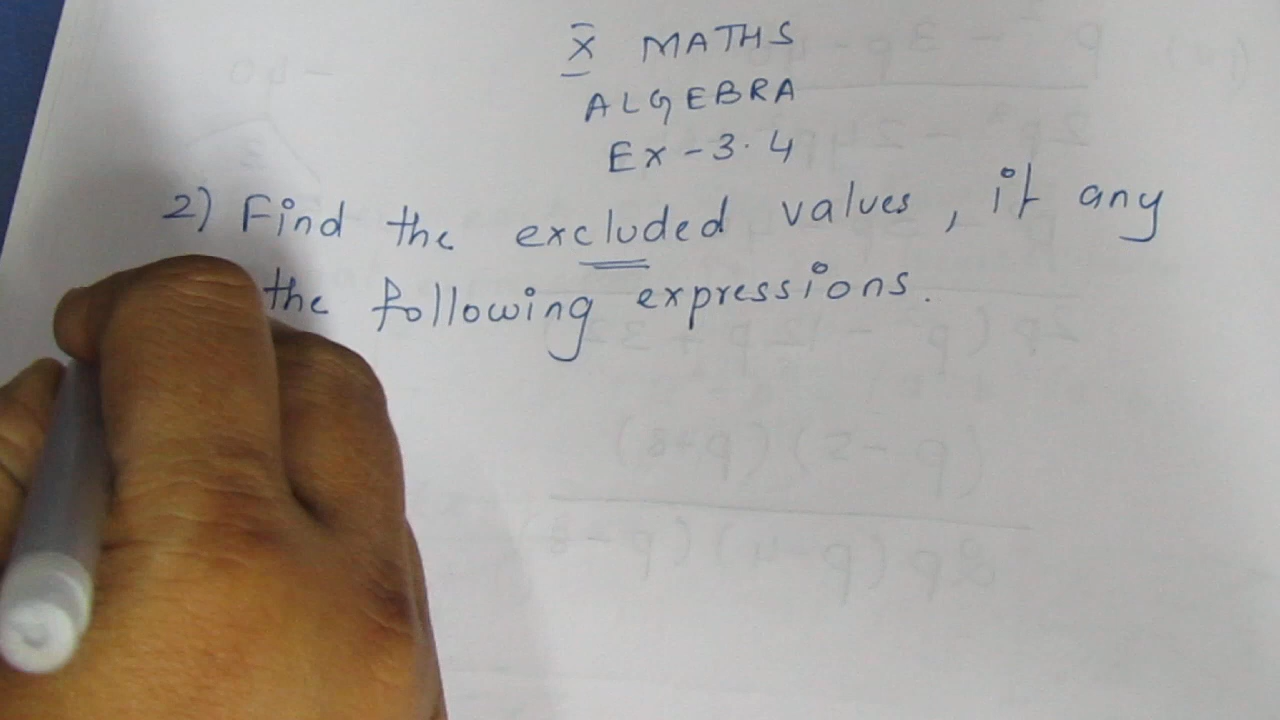 X MATHS
ALGEBRA
Ex - 3.4
2) Find the excluded values, if any
the following expressions.